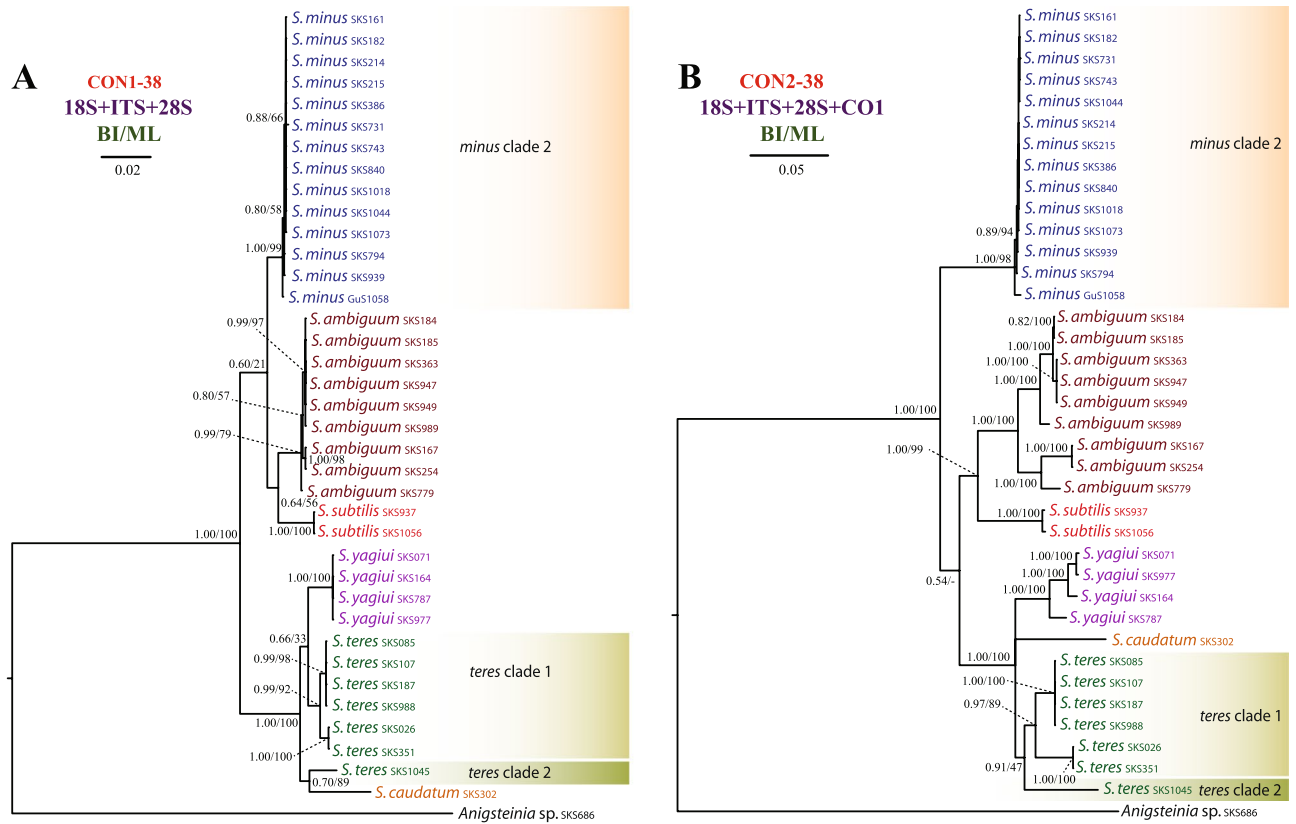 A
CON1-38
18S+ITS+28S
BI/ML
0.02
S. minus SKS161
S. minus SKS182
S. minus SKS214
S. minus SKS215
S. minus SKS386
0.88/66
S. minus SKS731
S. minus SKS743
minus clade 2
S. minus SKS840
S. minus SKS1018
0.80/58
S. minus SKS1044
S. minus SKS1073
1.00/99
S. minus SKS794
S. minus SKS939
S. minus GuS1058
0.99/97
S. ambiguum SKS184
S. ambiguum SKS185
0.60/21
S. ambiguum SKS363
S. ambiguum SKS947
0.80/57
S. ambiguum SKS949
S. ambiguum SKS989
0.99/79
S. ambiguum SKS167
1.00/98
S. ambiguum SKS254
S. ambiguum SKS779
0.64/56
S. subtilis SKS937
1.00/100
S. subtilis SKS1056
1.00/100
S. yagiui SKS071
1.00/100
S. yagiui SKS164
S. yagiui SKS787
S. yagiui SKS977
0.66/33
S. teres SKS085
0.99/98
S. teres SKS107
teres clade 1
0.99/92
S. teres SKS187
S. teres SKS988
1.00/100
S. teres SKS026
1.00/100
S. teres SKS351
S. teres SKS1045
teres clade 2
0.70/89
S. caudatum SKS302
Anigsteinia sp. SKS686
B
CON2-38
18S+ITS+28S+CO1
BI/ML
0.05
S. minus SKS161
S. minus SKS182
S. minus SKS731
S. minus SKS743
S. minus SKS1044
S. minus SKS214
S. minus SKS215
minus clade 2
S. minus SKS386
S. minus SKS840
S. minus SKS1018
0.89/94
S. minus SKS1073
S. minus SKS939
1.00/98
S. minus SKS794
S. minus GuS1058
0.82/100
S. ambiguum SKS184
S. ambiguum SKS185
1.00/100
1.00/100
S. ambiguum SKS363
S. ambiguum SKS947
1.00/100
S. ambiguum SKS949
1.00/100
S. ambiguum SKS989
1.00/100
1.00/99
S. ambiguum SKS167
1.00/100
S. ambiguum SKS254
1.00/100
S. ambiguum SKS779
1.00/100
S. subtilis SKS937
S. subtilis SKS1056
1.00/100
S. yagiui SKS071
1.00/100
S. yagiui SKS977
0.54/-
1.00/100
S. yagiui SKS164
S. yagiui SKS787
S. caudatum SKS302
1.00/100
S. teres SKS085
1.00/100
S. teres SKS107
0.97/89
S. teres SKS187
teres clade 1
S. teres SKS988
S. teres SKS026
0.91/47
S. teres SKS351
1.00/100
S. teres SKS1045
teres clade 2
Anigsteinia sp. SKS686